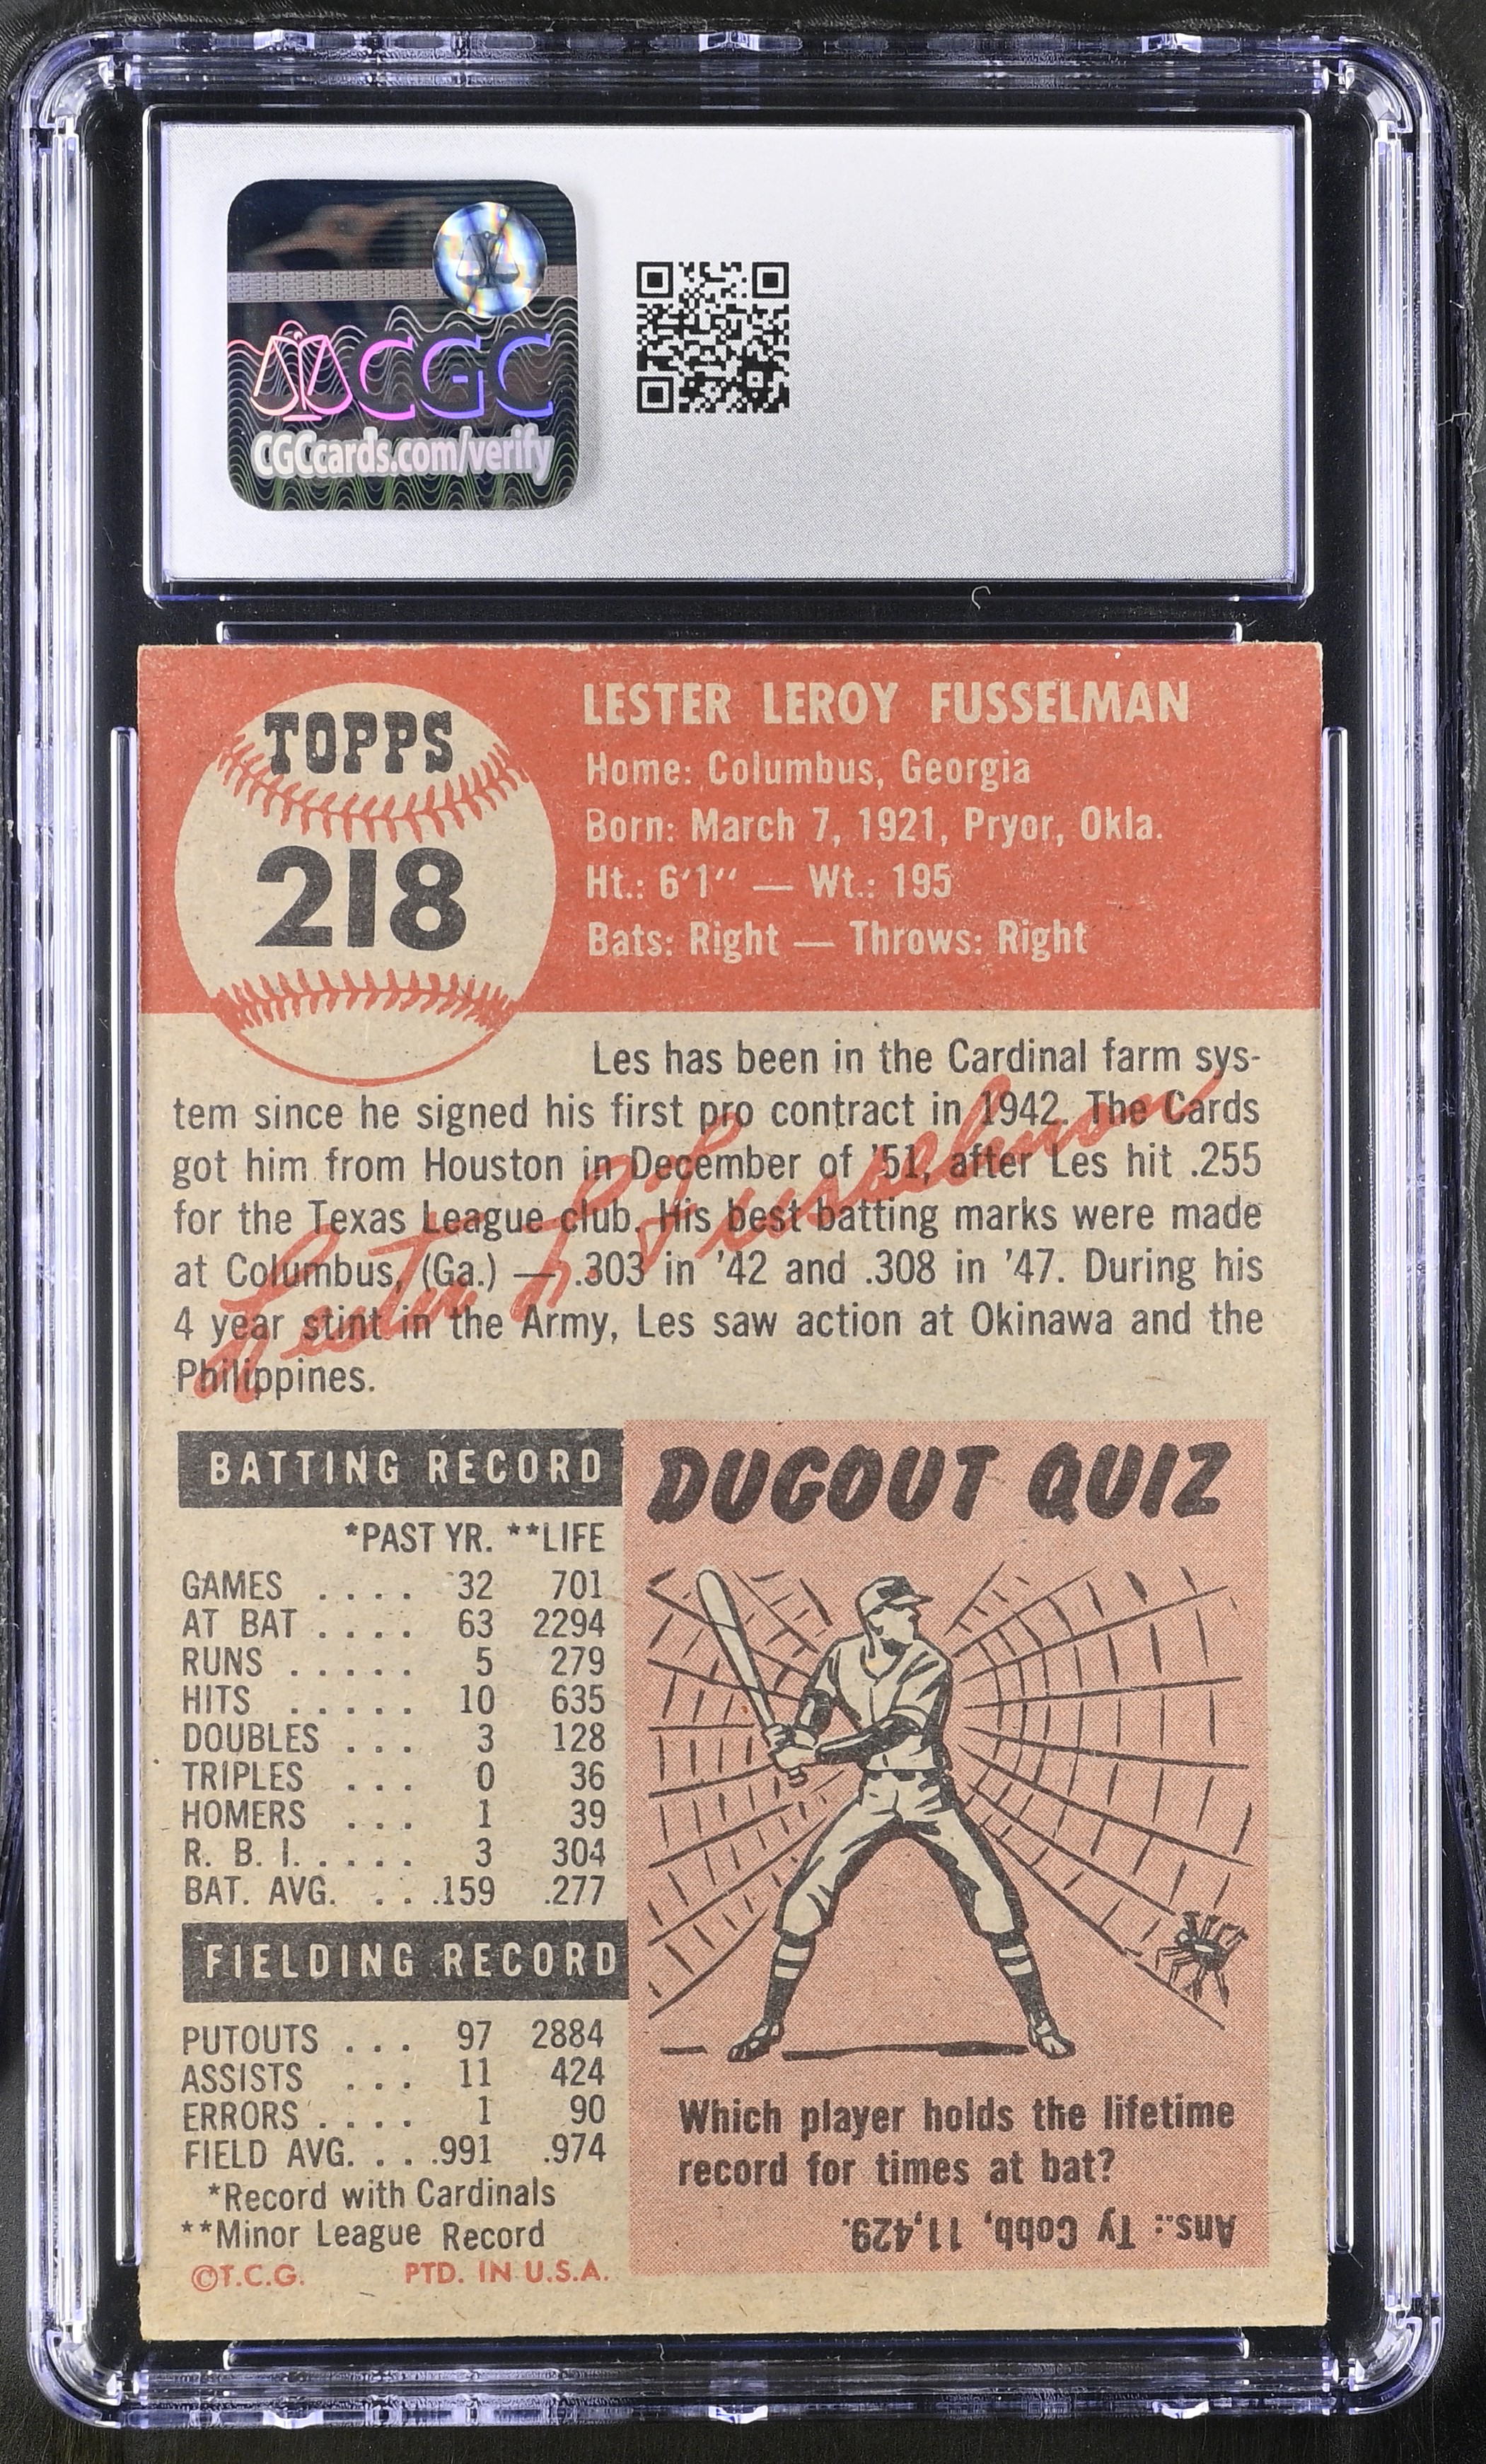 CGC
CGCcards.com/verify
TOPPS
218
LESTER LEROY FUSSELMAN
Home: Columbus, Georgia
Born: March 7, 1921, Pryor, Okla.
Ht.: 6'1" — Wt.: 195
Bats: Right — Throws: Right
Les has been in the Cardinal farm sys-
tem since he signed his first pro contract in 1942. The Cards
got him from Houston in December of '51, after Les hit .255
for the Texas League club. His best batting marks were made
at Columbus, (Ga.) — .303 in '42 and .308 in '47. During his
4 year stint in the Army, Les saw action at Okinawa and the
Philippines.
Lester L Fusselman
BATTING RECORD
*PAST YR. **LIFE
GAMES .... 32 701
AT BAT .... 63 2294
RUNS ..... 5 279
HITS ..... 10 635
DOUBLES ... 3 128
TRIPLES ... 0 36
HOMERS ... 1 39
R. B. I. .... 3 304
BAT. AVG. .. .159 .277
FIELDING RECORD
PUTOUTS ... 97 2884
ASSISTS ... 11 424
ERRORS .... 1 90
FIELD AVG. .. .991 .974
*Record with Cardinals
**Minor League Record
©T.C.G. PTD. IN U.S.A.
DUGOUT QUIZ
Which player holds the lifetime
record for times at bat?
Ans.: Ty Cobb, 11,429.